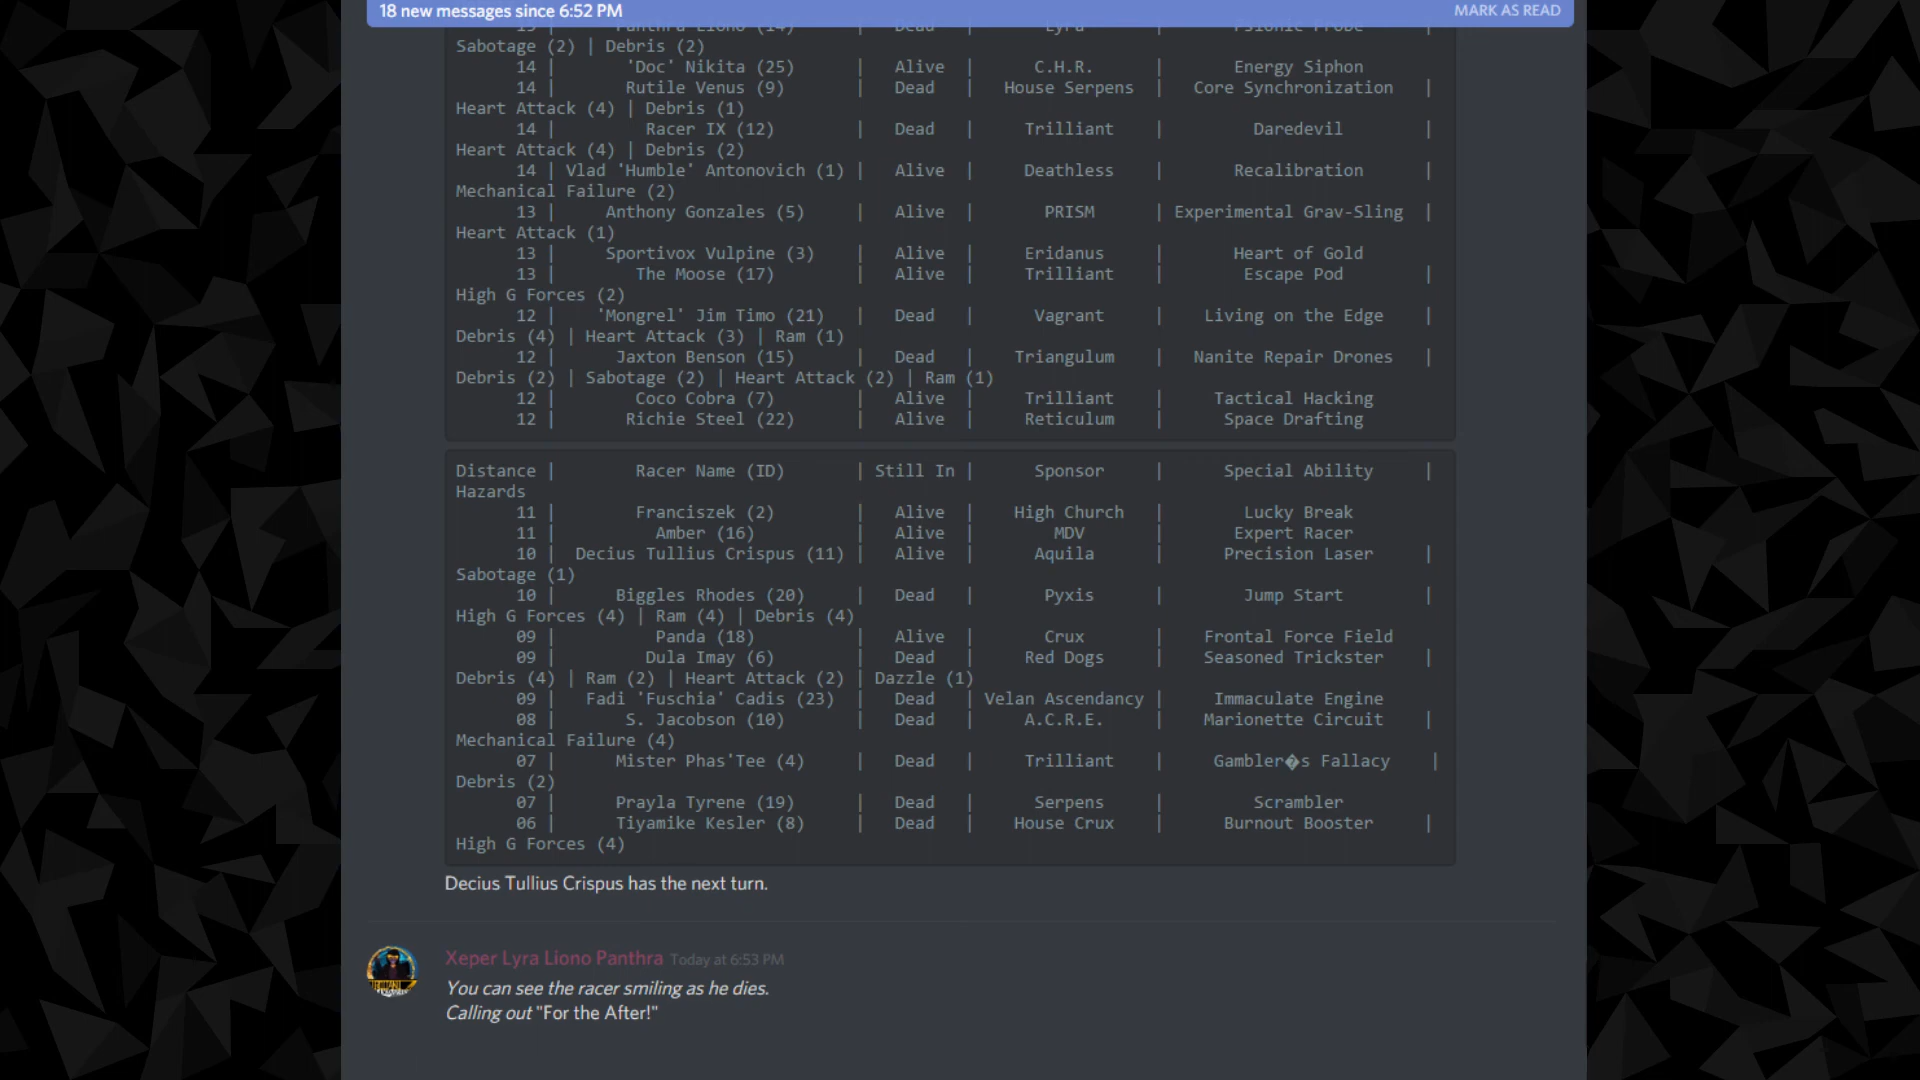 18 new messages since 6:52 PM MARK AS READ
Panthra Liono (14) | Dead | Lyra | Psionic Probe |
Sabotage (2) | Debris (2)
14 | 'Doc' Nikita (25) | Alive | C.H.R. | Energy Siphon
14 | Rutile Venus (9) | Dead | House Serpens | Core Synchronization |
Heart Attack (4) | Debris (1)
14 | Racer IX (12) | Dead | Trilliant | Daredevil |
Heart Attack (4) | Debris (2)
14 | Vlad 'Humble' Antonovich (1) | Alive | Deathless | Recalibration |
Mechanical Failure (2)
13 | Anthony Gonzales (5) | Alive | PRISM | Experimental Grav-Sling |
Heart Attack (1)
13 | Sportivox Vulpine (3) | Alive | Eridanus | Heart of Gold
13 | The Moose (17) | Alive | Trilliant | Escape Pod |
High G Forces (2)
12 | 'Mongrel' Jim Timo (21) | Dead | Vagrant | Living on the Edge |
Debris (4) | Heart Attack (3) | Ram (1)
12 | Jaxton Benson (15) | Dead | Triangulum | Nanite Repair Drones |
Debris (2) | Sabotage (2) | Heart Attack (2) | Ram (1)
12 | Coco Cobra (7) | Alive | Trilliant | Tactical Hacking
12 | Richie Steel (22) | Alive | Reticulum | Space Drafting
Distance | Racer Name (ID) | Still In | Sponsor | Special Ability |
Hazards
11 | Franciszek (2) | Alive | High Church | Lucky Break
11 | Amber (16) | Alive | MDV | Expert Racer
10 | Decius Tullius Crispus (11) | Alive | Aquila | Precision Laser |
Sabotage (1)
10 | Biggles Rhodes (20) | Dead | Pyxis | Jump Start |
High G Forces (4) | Ram (4) | Debris (4)
09 | Panda (18) | Alive | Crux | Frontal Force Field
09 | Dula Imay (6) | Dead | Red Dogs | Seasoned Trickster |
Debris (4) | Ram (2) | Heart Attack (2) | Dazzle (1)
09 | Fadi 'Fuschia' Cadis (23) | Dead | Velan Ascendancy | Immaculate Engine
08 | S. Jacobson (10) | Dead | A.C.R.E. | Marionette Circuit |
Mechanical Failure (4)
07 | Mister Phas'Tee (4) | Dead | Trilliant | Gambler�s Fallacy |
Debris (2)
07 | Prayla Tyrene (19) | Dead | Serpens | Scrambler
06 | Tiyamike Kesler (8) | Dead | House Crux | Burnout Booster |
High G Forces (4)
Decius Tullius Crispus has the next turn.
Xeper Lyra Liono Panthra Today at 6:53 PM
You can see the racer smiling as he dies.
Calling out "For the After!"